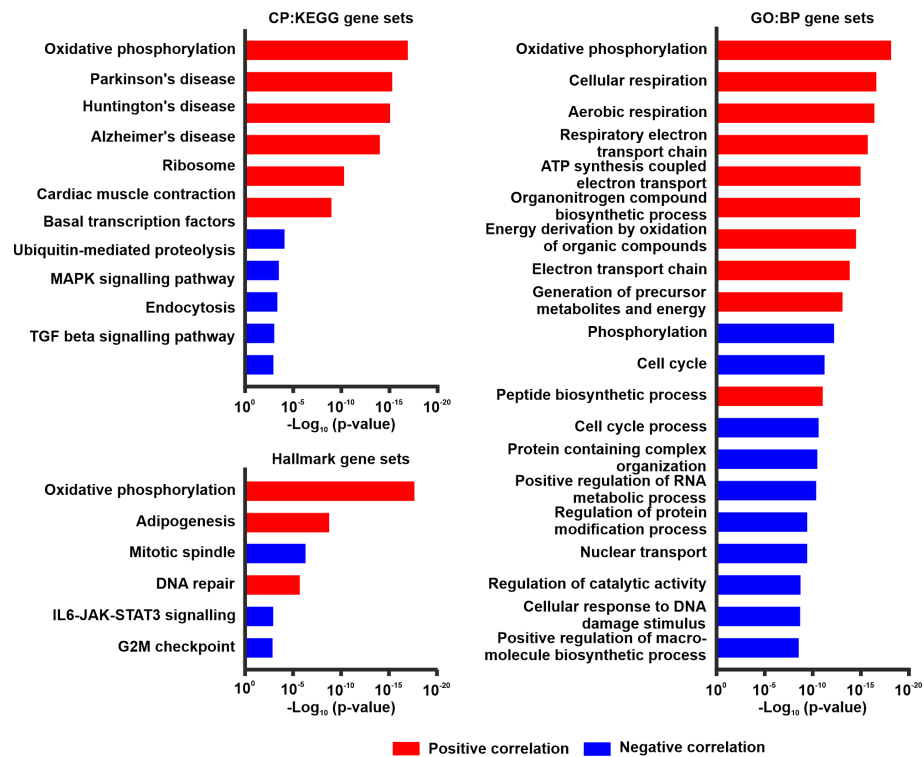 CP:KEGG gene sets
Oxidative phosphorylation
Parkinson's disease
Huntington's disease
Alzheimer's disease
Ribosome
Cardiac muscle contraction
Basal transcription factors
Ubiquitin-mediated proteolysis
MAPK signalling pathway
Endocytosis
TGF beta signalling pathway
10⁰ 10⁻⁵ 10⁻¹⁰ 10⁻¹⁵ 10⁻²⁰
-Log₁₀ (p-value)
Hallmark gene sets
Oxidative phosphorylation
Adipogenesis
Mitotic spindle
DNA repair
IL6-JAK-STAT3 signalling
G2M checkpoint
10⁰ 10⁻⁵ 10⁻¹⁰ 10⁻¹⁵ 10⁻²⁰
-Log₁₀ (p-value)
GO:BP gene sets
Oxidative phosphorylation
Cellular respiration
Aerobic respiration
Respiratory electron
transport chain
ATP synthesis coupled
electron transport
Organonitrogen compound
biosynthetic process
Energy derivation by oxidation
of organic compounds
Electron transport chain
Generation of precursor
metabolites and energy
Phosphorylation
Cell cycle
Peptide biosynthetic process
Cell cycle process
Protein containing complex
organization
Positive regulation of RNA
metabolic process
Regulation of protein
modification process
Nuclear transport
Regulation of catalytic activity
Cellular response to DNA
damage stimulus
Positive regulation of macro-
molecule biosynthetic process
10⁰ 10⁻⁵ 10⁻¹⁰ 10⁻¹⁵ 10⁻²⁰
-Log₁₀ (p-value)
Positive correlation
Negative correlation